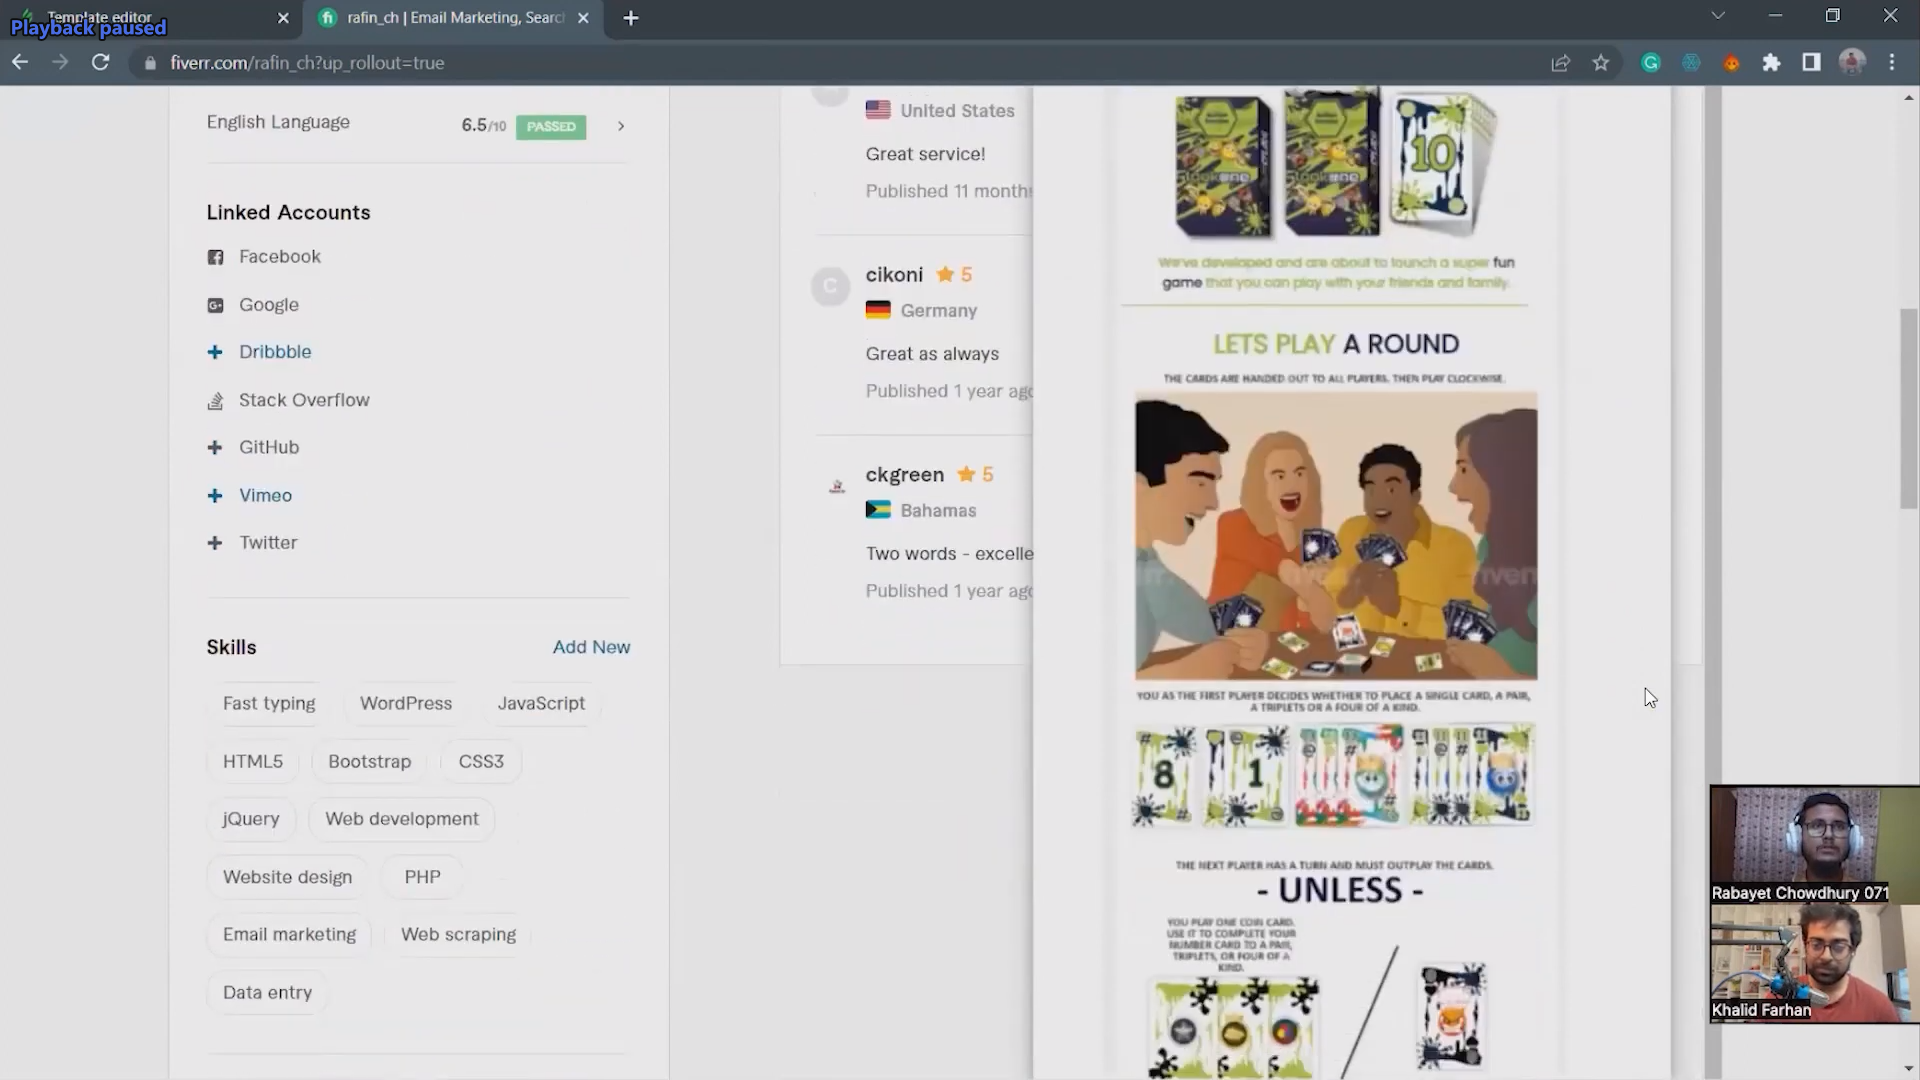 Template editor
Playback paused
rafin_ch | Email Marketing, Searc
fiverr.com/rafin_ch?up_rollout=true
English Language
6.5/10
PASSED
Linked Accounts
Facebook
Google
Dribbble
Stack Overflow
GitHub
Vimeo
Twitter
Skills
Add New
Fast typing
WordPress
JavaScript
HTML5
Bootstrap
CSS3
jQuery
Web development
Website design
PHP
Email marketing
Web scraping
Data entry
United States
Great service!
Published 11 month
C
cikoni
5
Germany
Great as always
Published 1 year ago
ckgreen
5
Bahamas
Two words - excelle
Published 1 year ago
10
We've developed and are about to launch a super fun
game that you can play with your friends and family.
LETS PLAY A ROUND
THE CARDS ARE HANDED OUT TO ALL PLAYERS. THEN PLAY CLOCKWISE.
YOU AS THE FIRST PLAYER DECIDES WHETHER TO PLACE A SINGLE CARD, A PAIR,
A TRIPLETS OR A FOUR OF A KIND.
8
1
THE NEXT PLAYER HAS A TURN AND MUST OUTPLAY THE CARDS.
- UNLESS -
YOU PLAY ONE COIN CARD.
USE IT TO COMPLETE YOUR
NUMBER CARD TO A PAIR,
TRIPLETS, OR FOUR OF A
KIND.
Rabayet Chowdhury 071
Khalid Farhan